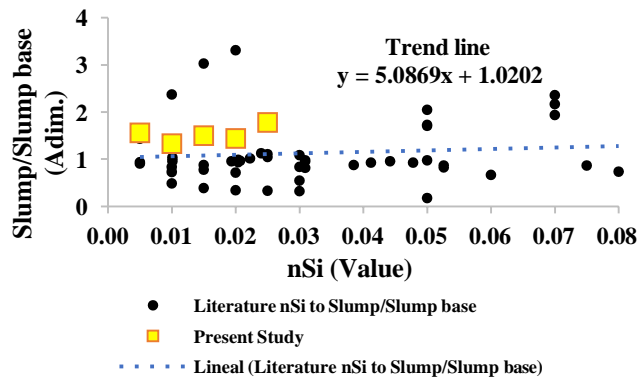 Slump/Slump base
(Adim.)
4
3
2
1
0
Trend line
y = 5.0869x + 1.0202
0.00 0.01 0.02 0.03 0.04 0.05 0.06 0.07 0.08
nSi (Value)
Literature nSi to Slump/Slump base
Present Study
Lineal (Literature nSi to Slump/Slump base)